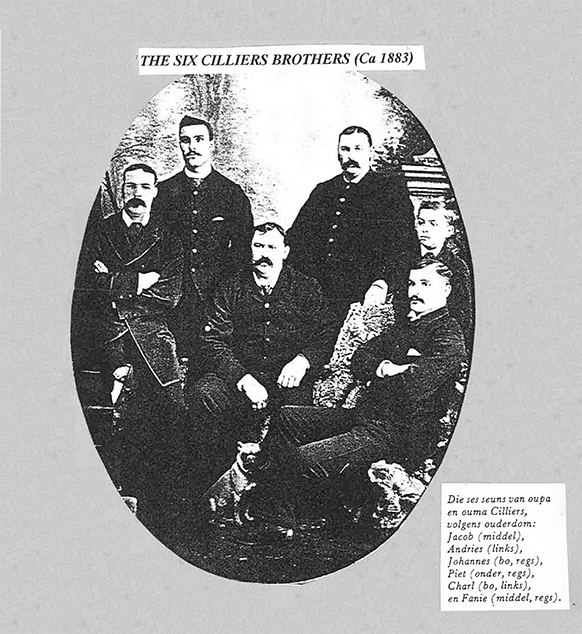 THE SIX CILLIERS BROTHERS (Ca 1883)
Die ses seuns van oupa
en ouma Cilliers,
volgens ouderdom:
Jacob (middel),
Andries (links),
Johannes (bo, regs),
Piet (onder, regs),
Charl (bo, links),
en Fanie (middel, regs).